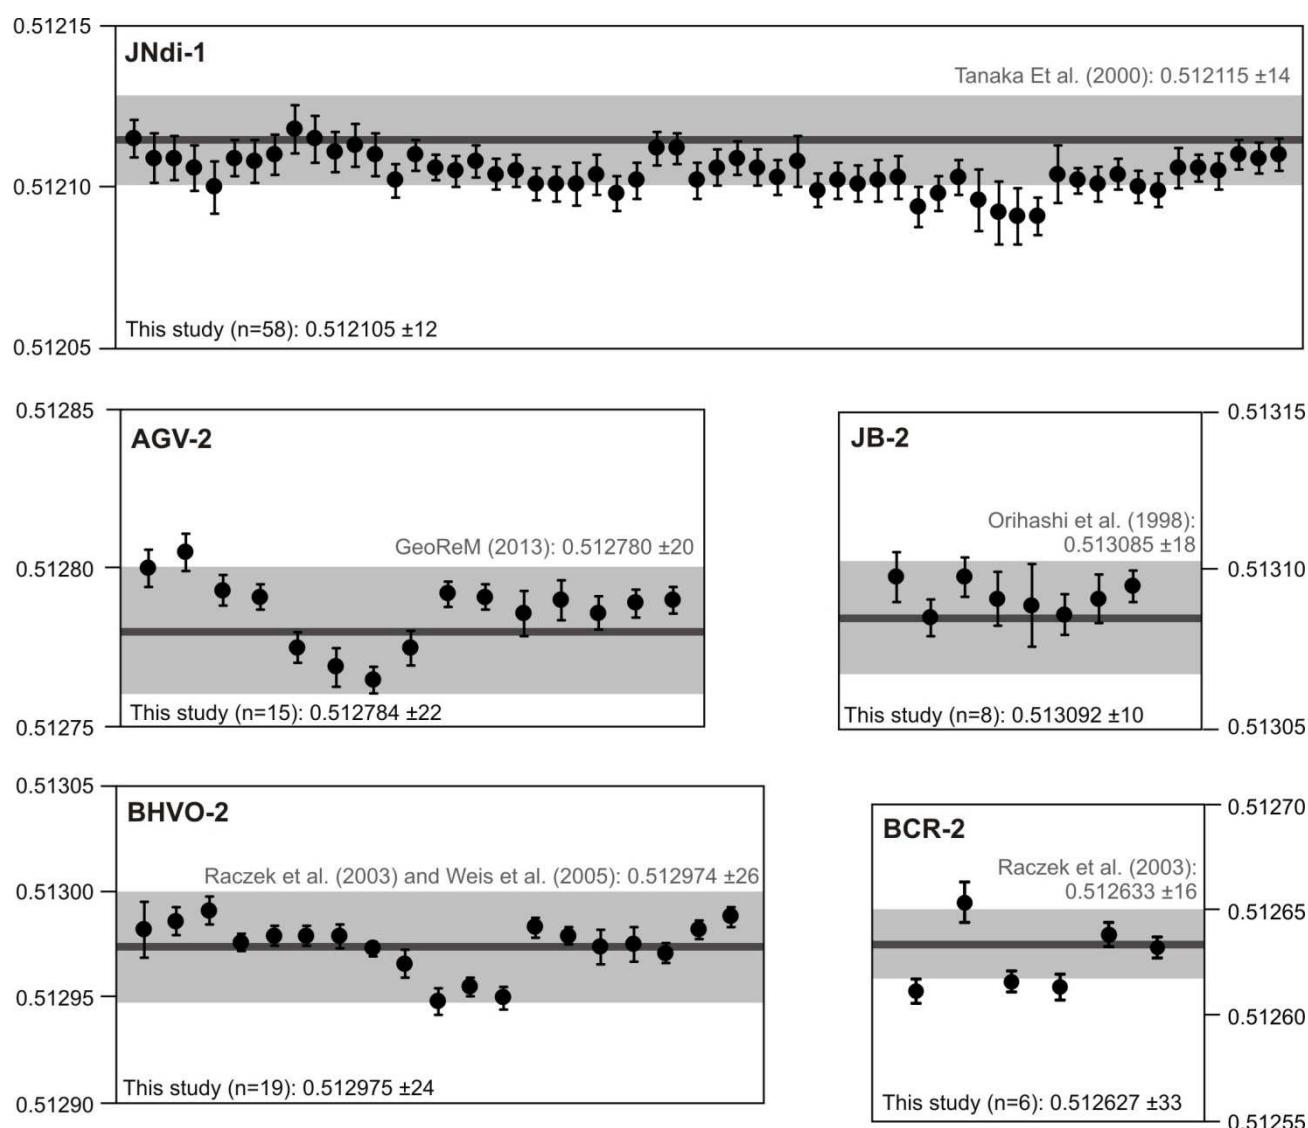 0.51215
JNdi-1
Tanaka Et al. (2000): 0.512115 ±14
0.51210
This study (n=58): 0.512105 ±12
0.51205
0.51285
AGV-2
GeoReM (2013): 0.512780 ±20
0.51280
This study (n=15): 0.512784 ±22
0.51275
0.51315
JB-2
Orihashi et al. (1998):
0.513085 ±18
0.51310
This study (n=8): 0.513092 ±10
0.51305
0.51305
BHVO-2
Raczek et al. (2003) and Weis et al. (2005): 0.512974 ±26
0.51300
0.51295
This study (n=19): 0.512975 ±24
0.51290
0.51270
BCR-2
Raczek et al. (2003):
0.512633 ±16
0.51265
0.51260
This study (n=6): 0.512627 ±33
0.51255